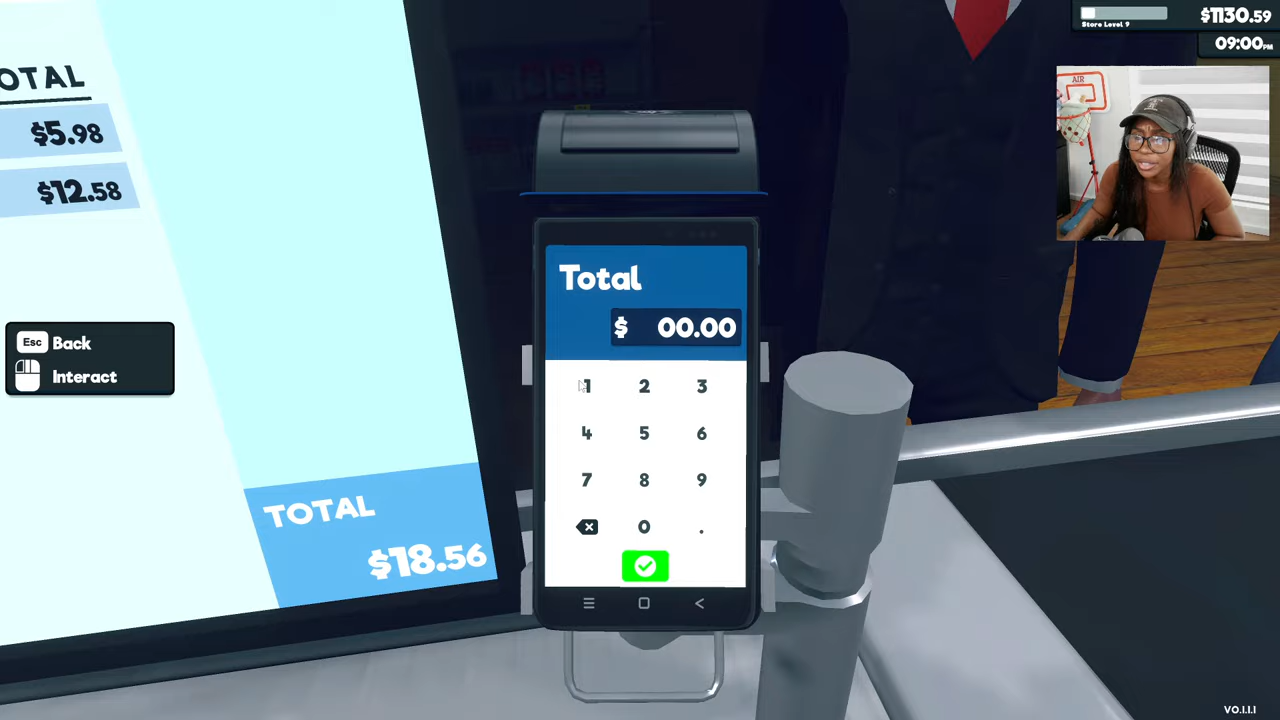 OTAL
$5.98
$12.58
Esc Back
Interact
TOTAL
$18.56
Total
$ 00.00
1 2 3
4 5 6
7 8 9
0 .
$1130.59
Store Level 9
09:00PM
AIR
V0.1.1.1